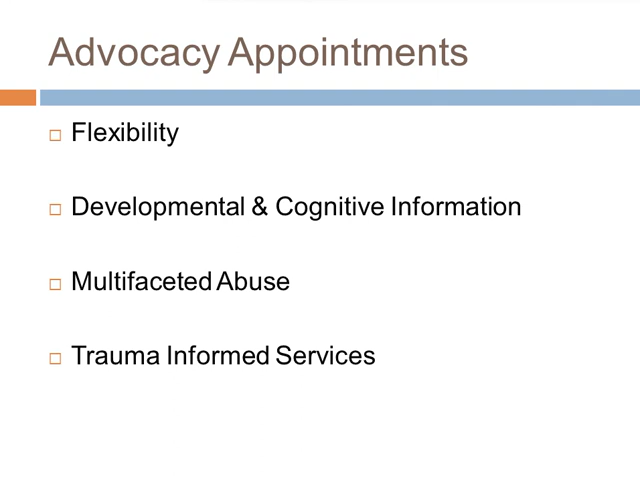 Advocacy Appointments
Flexibility
Developmental & Cognitive Information
Multifaceted Abuse
Trauma Informed Services